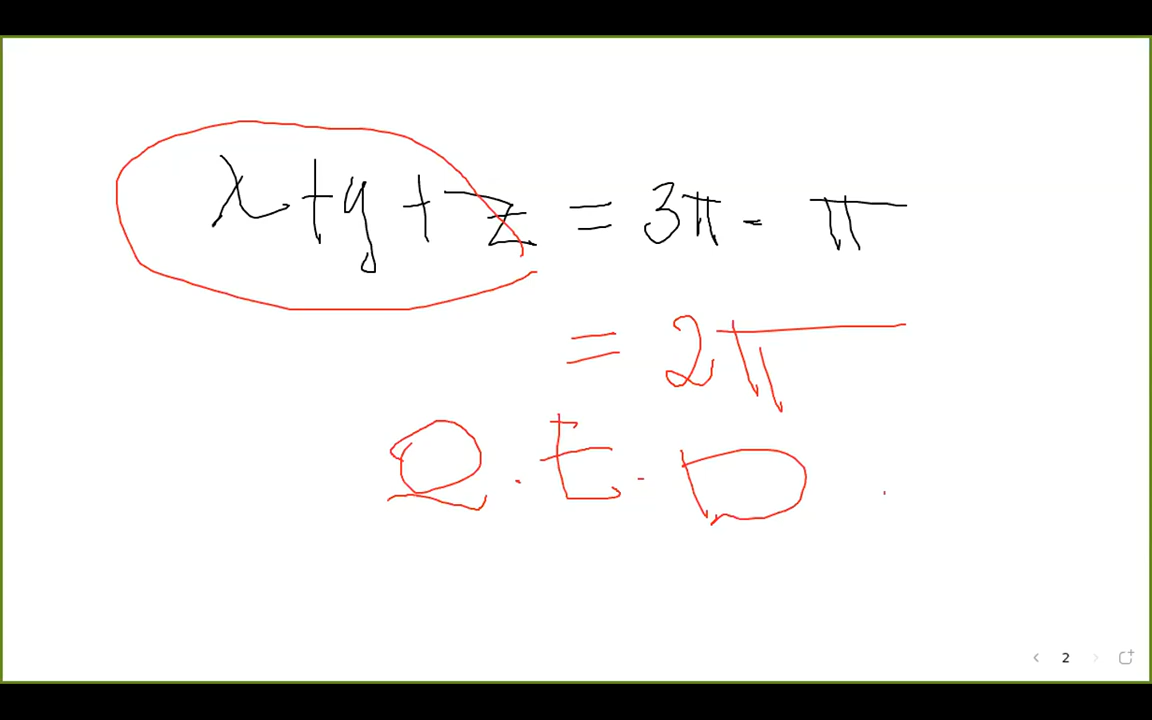 x+y+z = 3π - π
= 2π
Q.E.D.
2